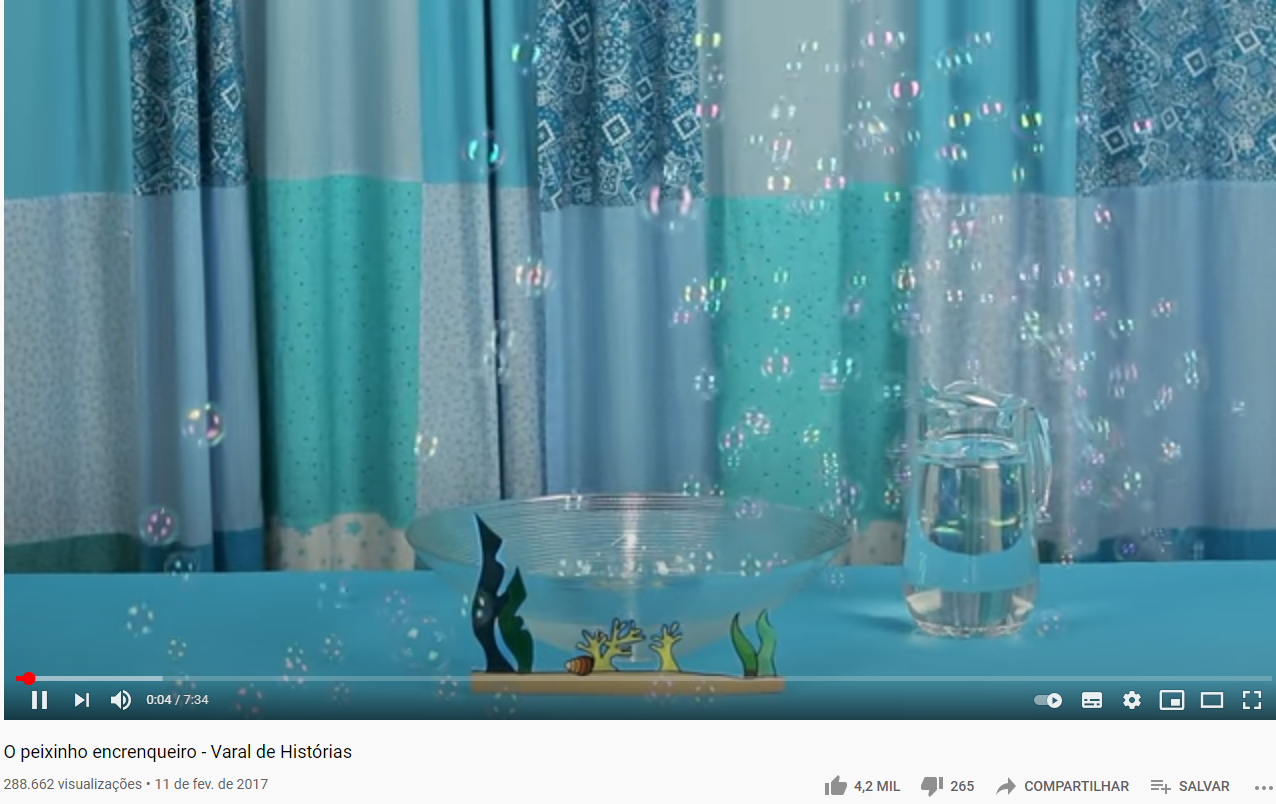 0:04 / 7:34
O peixinho encrenqueiro - Varal de Histórias
288.662 visualizações • 11 de fev. de 2017
4,2 MIL 265 COMPARTILHAR SALVAR